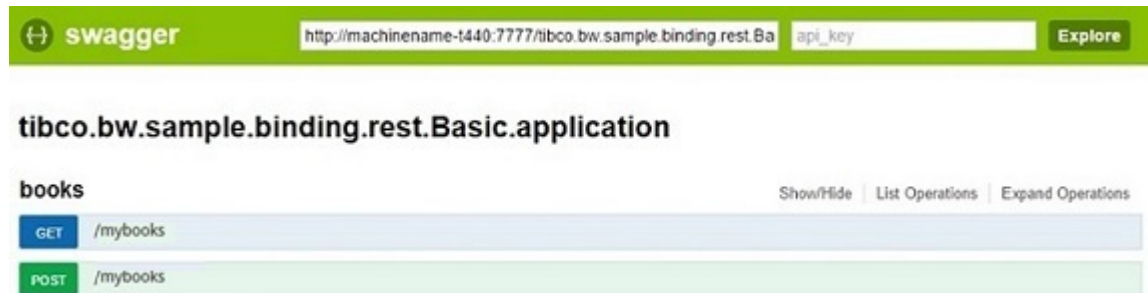 {-} swagger http://machinename-t440:7777/tibco.bw.sample.binding.rest.Ba api_key Explore
tibco.bw.sample.binding.rest.Basic.application
books Show/Hide List Operations Expand Operations
GET /mybooks
POST /mybooks